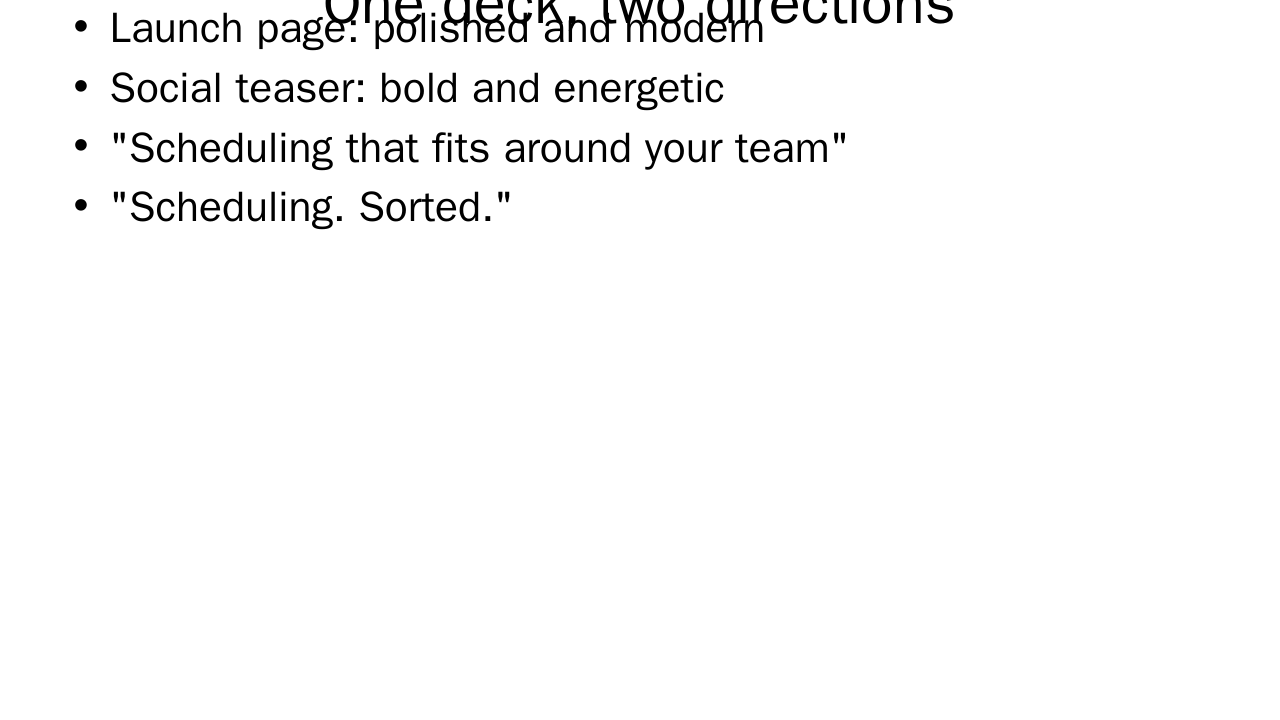 One deck, two directions
• Launch page: polished and modern
• Social teaser: bold and energetic
• "Scheduling that fits around your team"
• "Scheduling. Sorted."